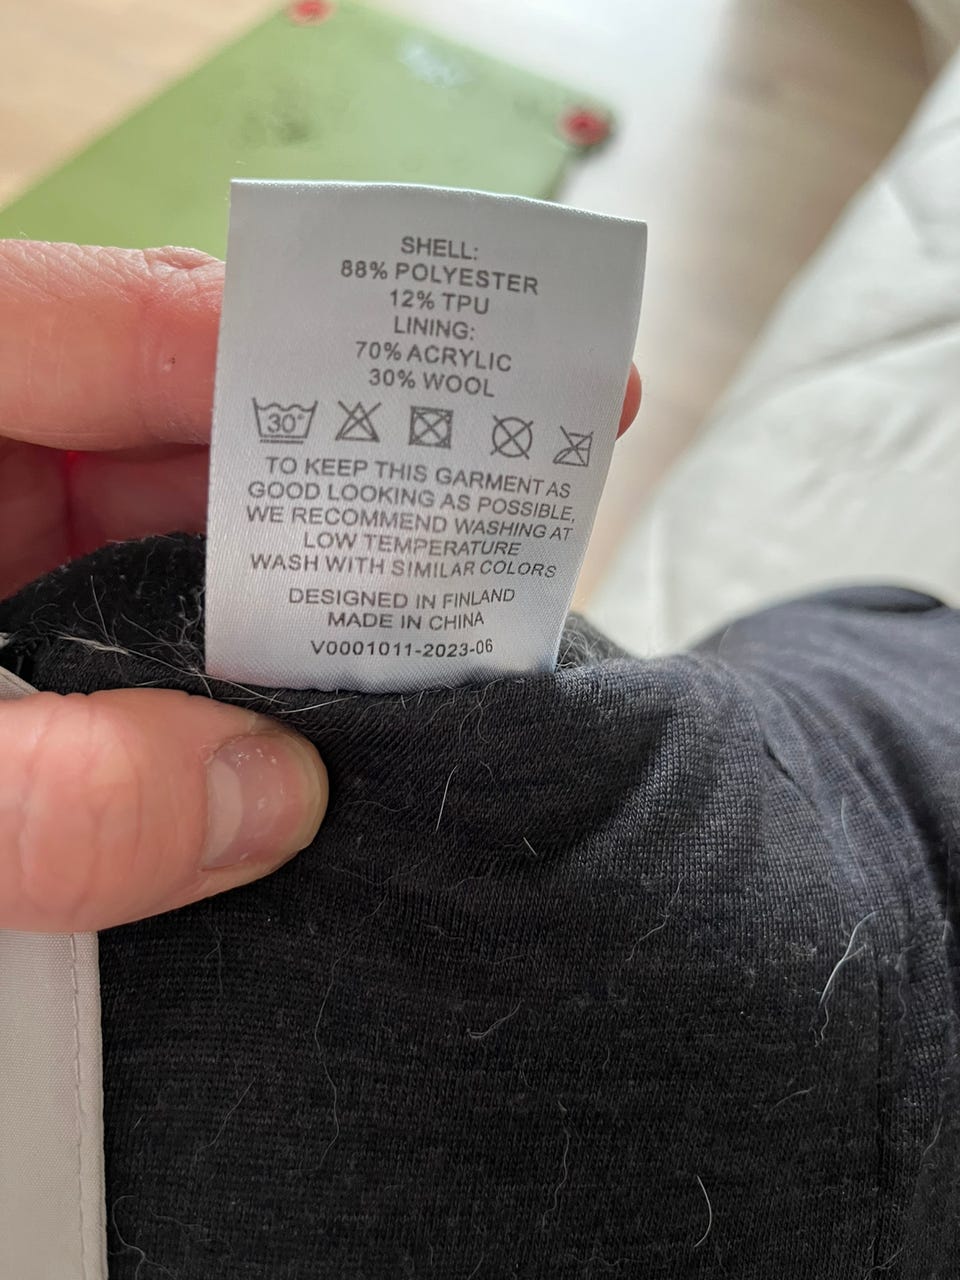 SHELL:
88% POLYESTER
12% TPU
LINING:
70% ACRYLIC
30% WOOL
30°
TO KEEP THIS GARMENT AS
GOOD LOOKING AS POSSIBLE,
WE RECOMMEND WASHING AT
LOW TEMPERATURE
WASH WITH SIMILAR COLORS
DESIGNED IN FINLAND
MADE IN CHINA
V0001011-2023-06